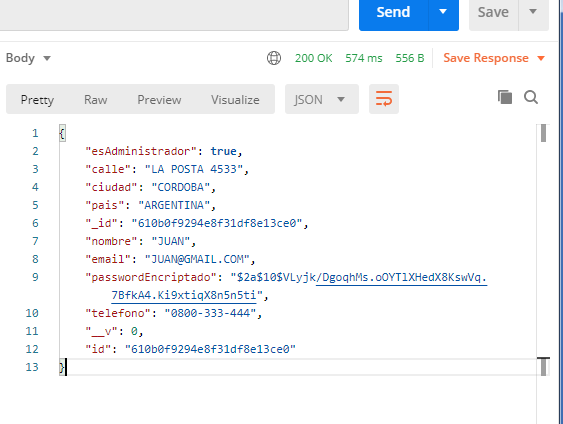 Send Save
Body 200 OK 574 ms 556 B Save Response
Pretty Raw Preview Visualize JSON
1 {
2 "esAdministrador": true,
3 "calle": "LA POSTA 4533",
4 "ciudad": "CORDOBA",
5 "pais": "ARGENTINA",
6 "_id": "610b0f9294e8f31df8e13ce0",
7 "nombre": "JUAN",
8 "email": "JUAN@GMAIL.COM",
9 "passwordEncriptado": "$2a$10$VLyjk/DgoqhMs.oOYTlXHedX8KswVq.
7BfkA4.Ki9xtiqX8n5n5ti",
10 "telefono": "0800-333-444",
11 "__v": 0,
12 "id": "610b0f9294e8f31df8e13ce0"
13 }